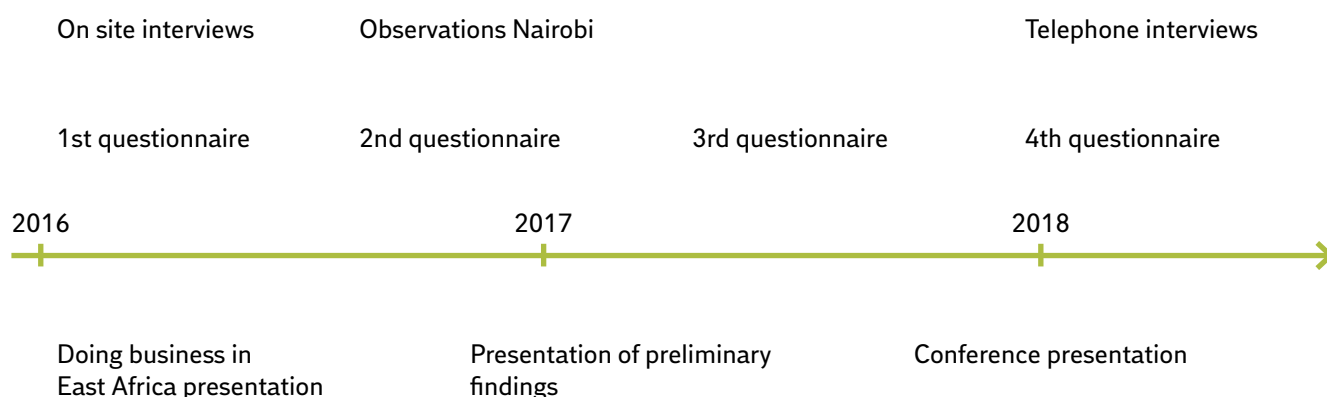 On site interviews
Observations Nairobi
Telephone interviews
1st questionnaire
2nd questionnaire
3rd questionnaire
4th questionnaire
2016
2017
2018
Doing business in
East Africa presentation
Presentation of preliminary
findings
Conference presentation